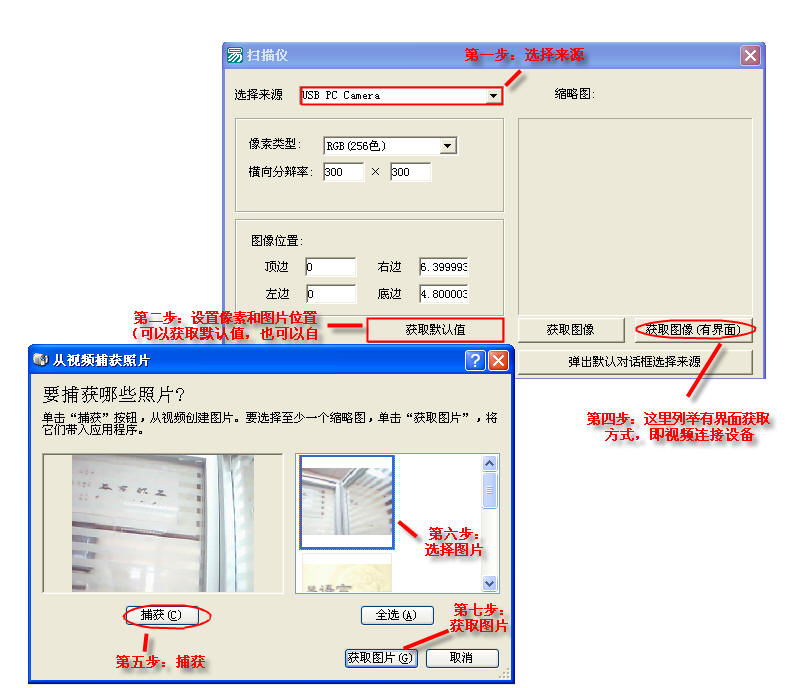 易 扫描仪
第一步：选择来源
选择来源 USB PC Camera
缩略图:
像素类型: RGB(256色)
横向分辩率: 300 × 300
图像位置:
顶边 0 右边 6.399993
左边 0 底边 4.800003
第二步：设置像素和图片位置
（可以获取默认值，也可以自
获取默认值
获取图像
获取图像(有界面)
弹出默认对话框选择来源
第四步：这里列举有界面获取
方式，即视频连接设备
从视频捕获照片
要捕获哪些照片?
单击“捕获”按钮，从视频创建图片。要选择至少一个缩略图，单击“获取图片”，将
它们带入应用程序。
第六步：
选择图片
语言
捕获(C)
全选(A)
第七步：
获取图片
第五步：捕获
获取图片(G)
取消